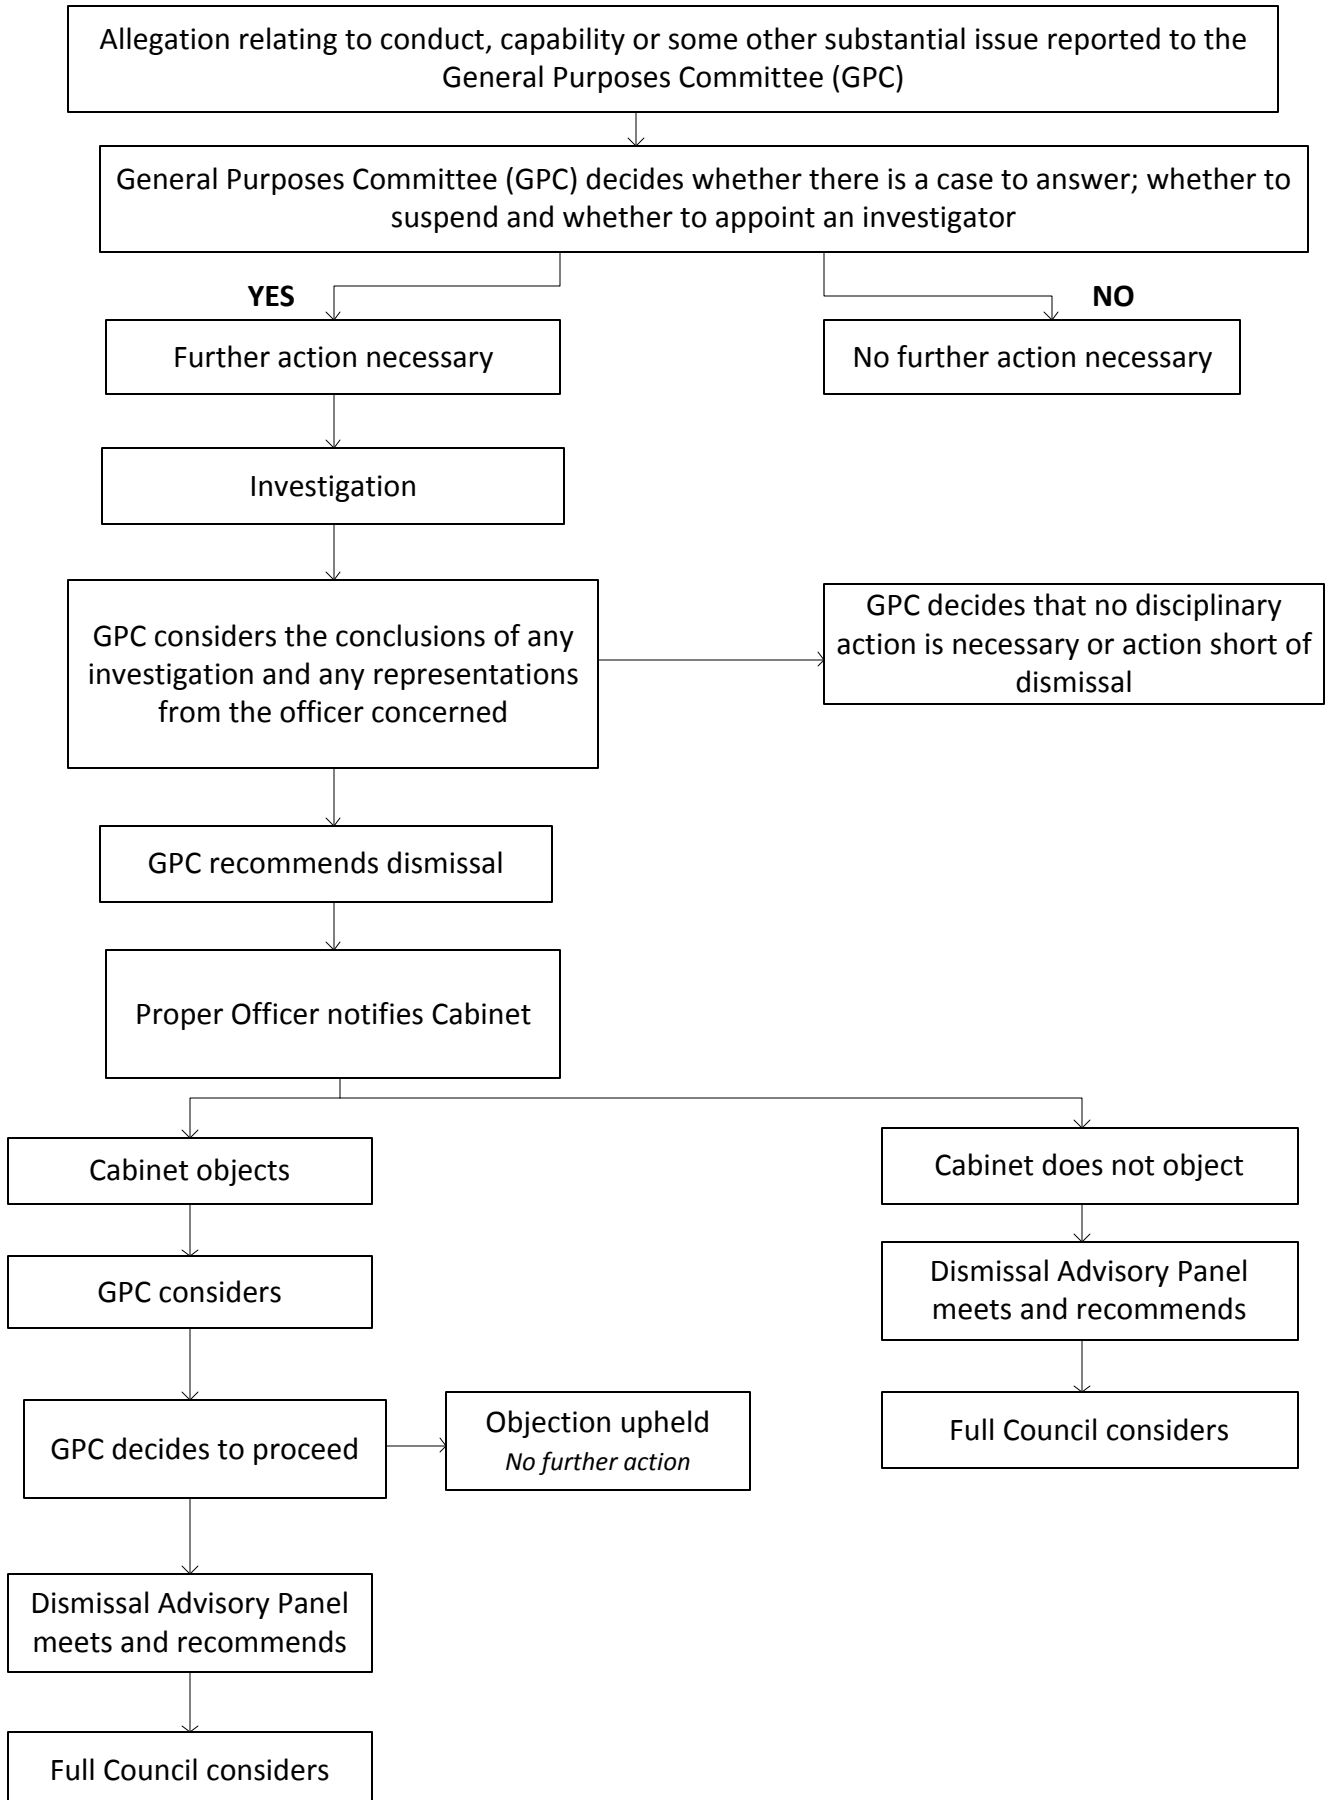 Allegation relating to conduct, capability or some other substantial issue reported to the
General Purposes Committee (GPC)
General Purposes Committee (GPC) decides whether there is a case to answer; whether to
suspend and whether to appoint an investigator
YES
NO
Further action necessary
No further action necessary
Investigation
GPC considers the conclusions of any
investigation and any representations
from the officer concerned
GPC decides that no disciplinary
action is necessary or action short of
dismissal
GPC recommends dismissal
Proper Officer notifies Cabinet
Cabinet objects
Cabinet does not object
GPC considers
Dismissal Advisory Panel
meets and recommends
GPC decides to proceed
Objection upheld
No further action
Full Council considers
Dismissal Advisory Panel
meets and recommends
Full Council considers